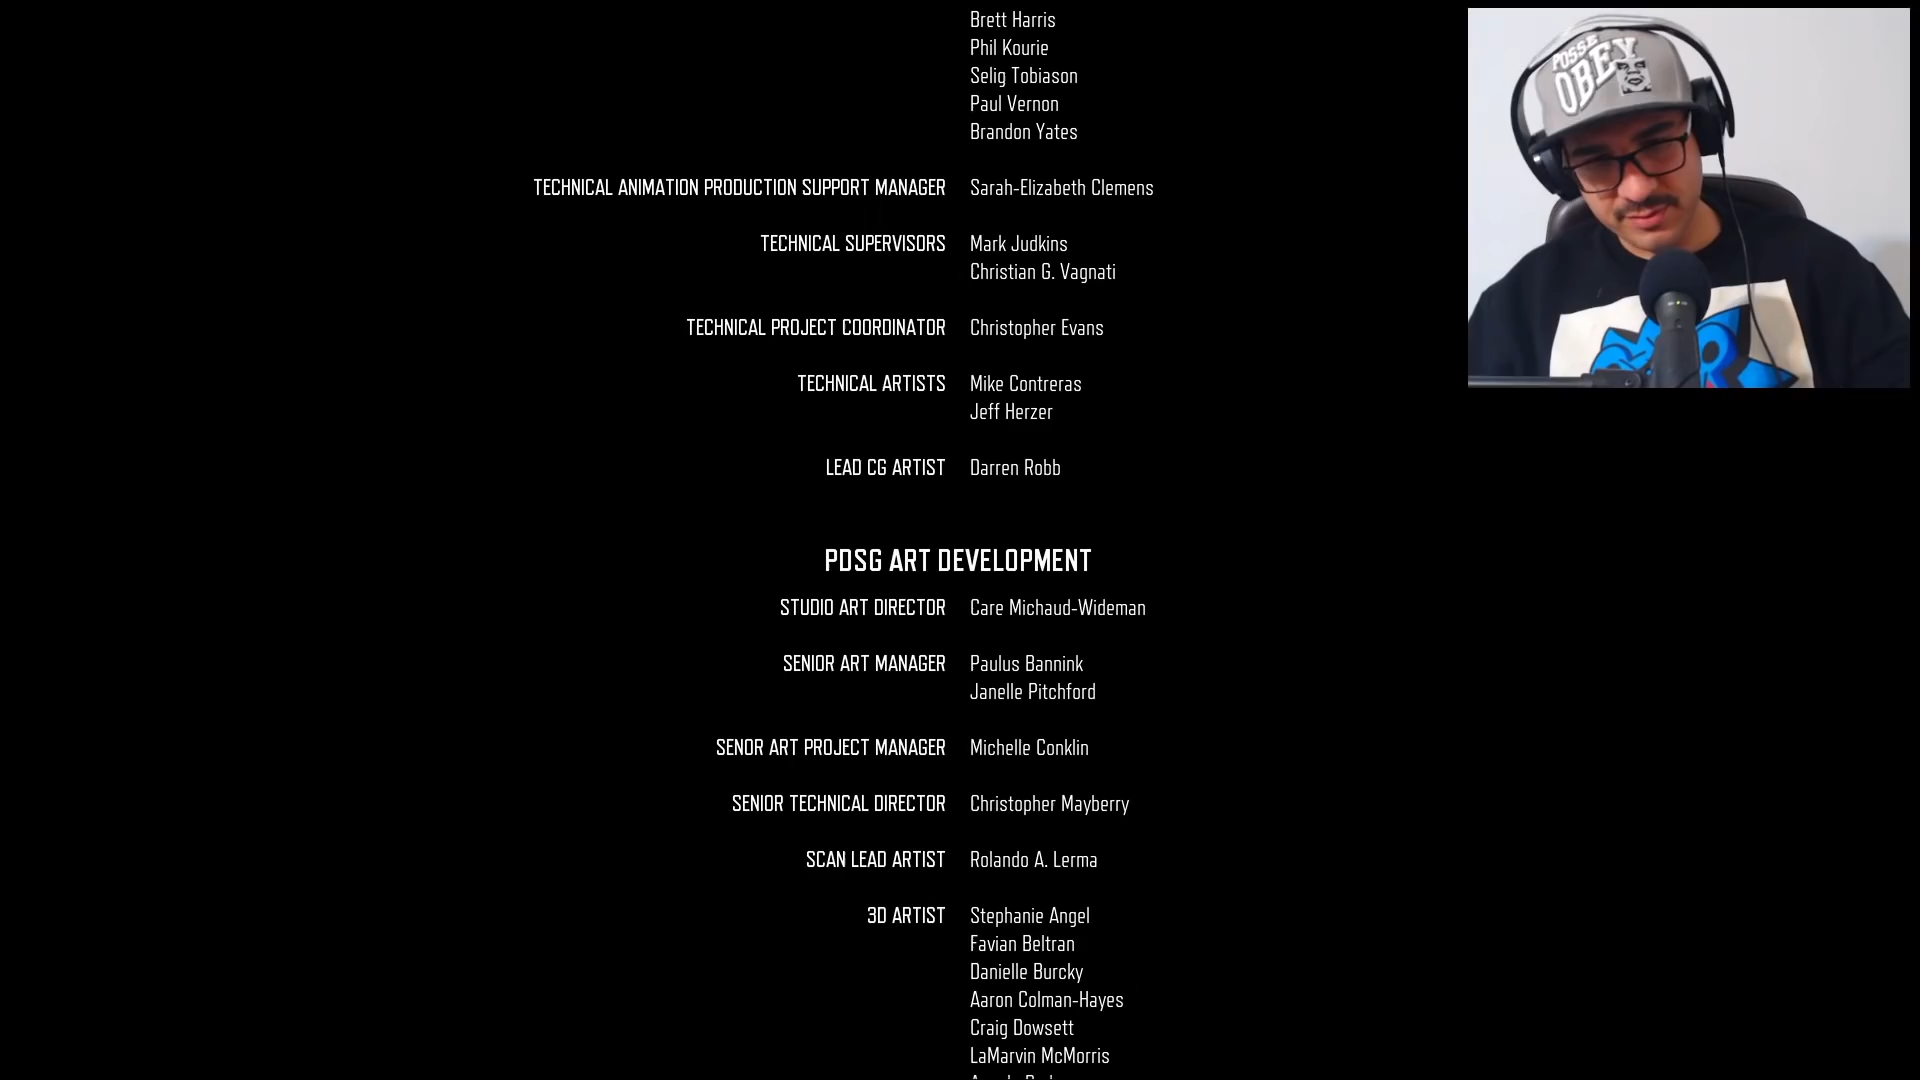 Brett Harris
Phil Kourie
Selig Tobiason
Paul Vernon
Brandon Yates
TECHNICAL ANIMATION PRODUCTION SUPPORT MANAGER Sarah-Elizabeth Clemens
TECHNICAL SUPERVISORS Mark Judkins
Christian G. Vagnati
TECHNICAL PROJECT COORDINATOR Christopher Evans
TECHNICAL ARTISTS Mike Contreras
Jeff Herzer
LEAD CG ARTIST Darren Robb
PDSG ART DEVELOPMENT
STUDIO ART DIRECTOR Care Michaud-Wideman
SENIOR ART MANAGER Paulus Bannink
Janelle Pitchford
SENOR ART PROJECT MANAGER Michelle Conklin
SENIOR TECHNICAL DIRECTOR Christopher Mayberry
SCAN LEAD ARTIST Rolando A. Lerma
3D ARTIST Stephanie Angel
Favian Beltran
Danielle Burcky
Aaron Colman-Hayes
Craig Dowsett
LaMarvin McMorris
POSSE
OBEY